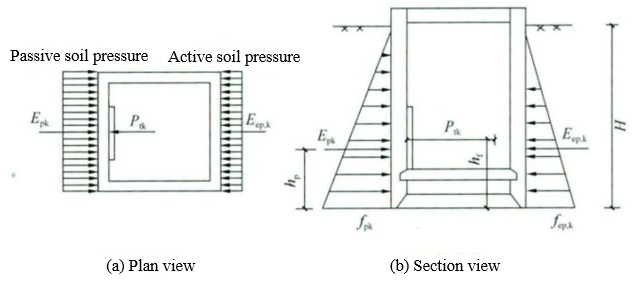 Passive soil pressure Active soil pressure
E_pk P_tk E_ep,k
(a) Plan view
E_pk P_tk E_ep,k
h_p h_f H
f_pk f_ep,k
(b) Section view